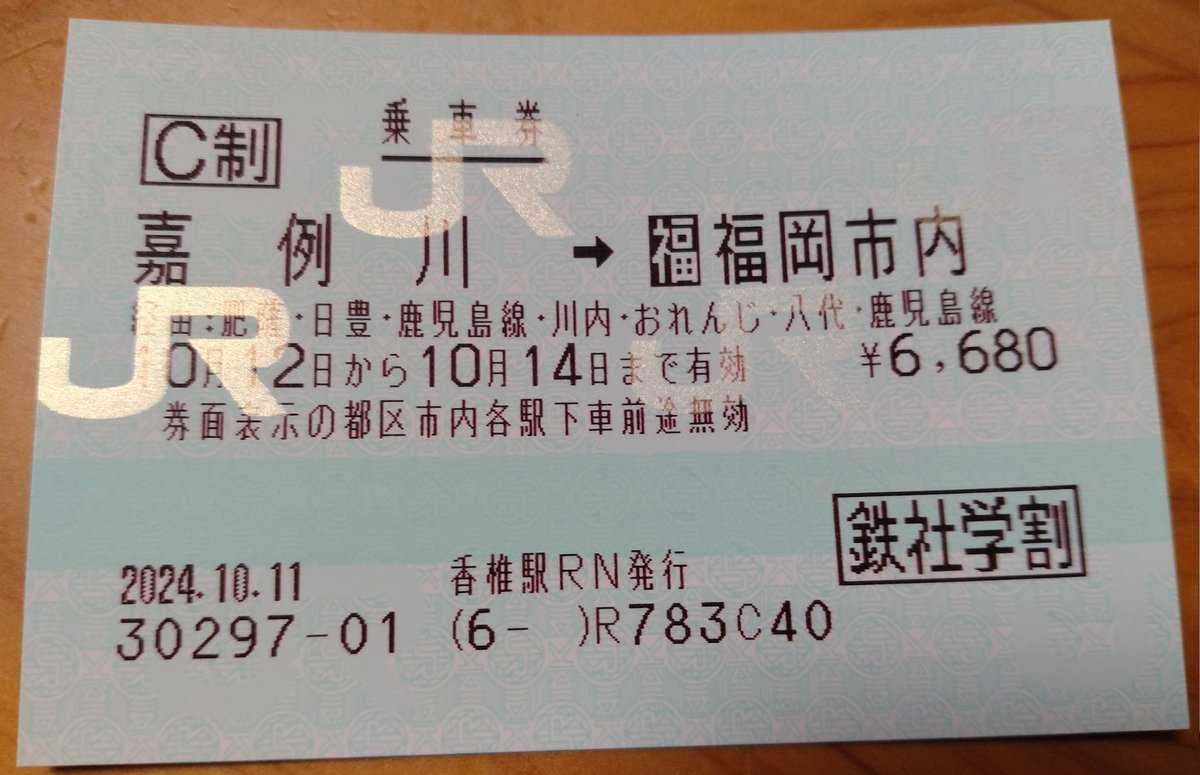 C制 乗車券
嘉例川 → 福 福岡市内
経由:肥薩・日豊・鹿児島線・川内・おれんじ・八代・鹿児島線
10月12日から10月14日まで有効 ¥6,680
券面表示の都区市内各駅下車前途無効
鉄社学割
2024.10.11 香椎駅RN発行
30297-01 (6- )R783C40
JR
JR
JR